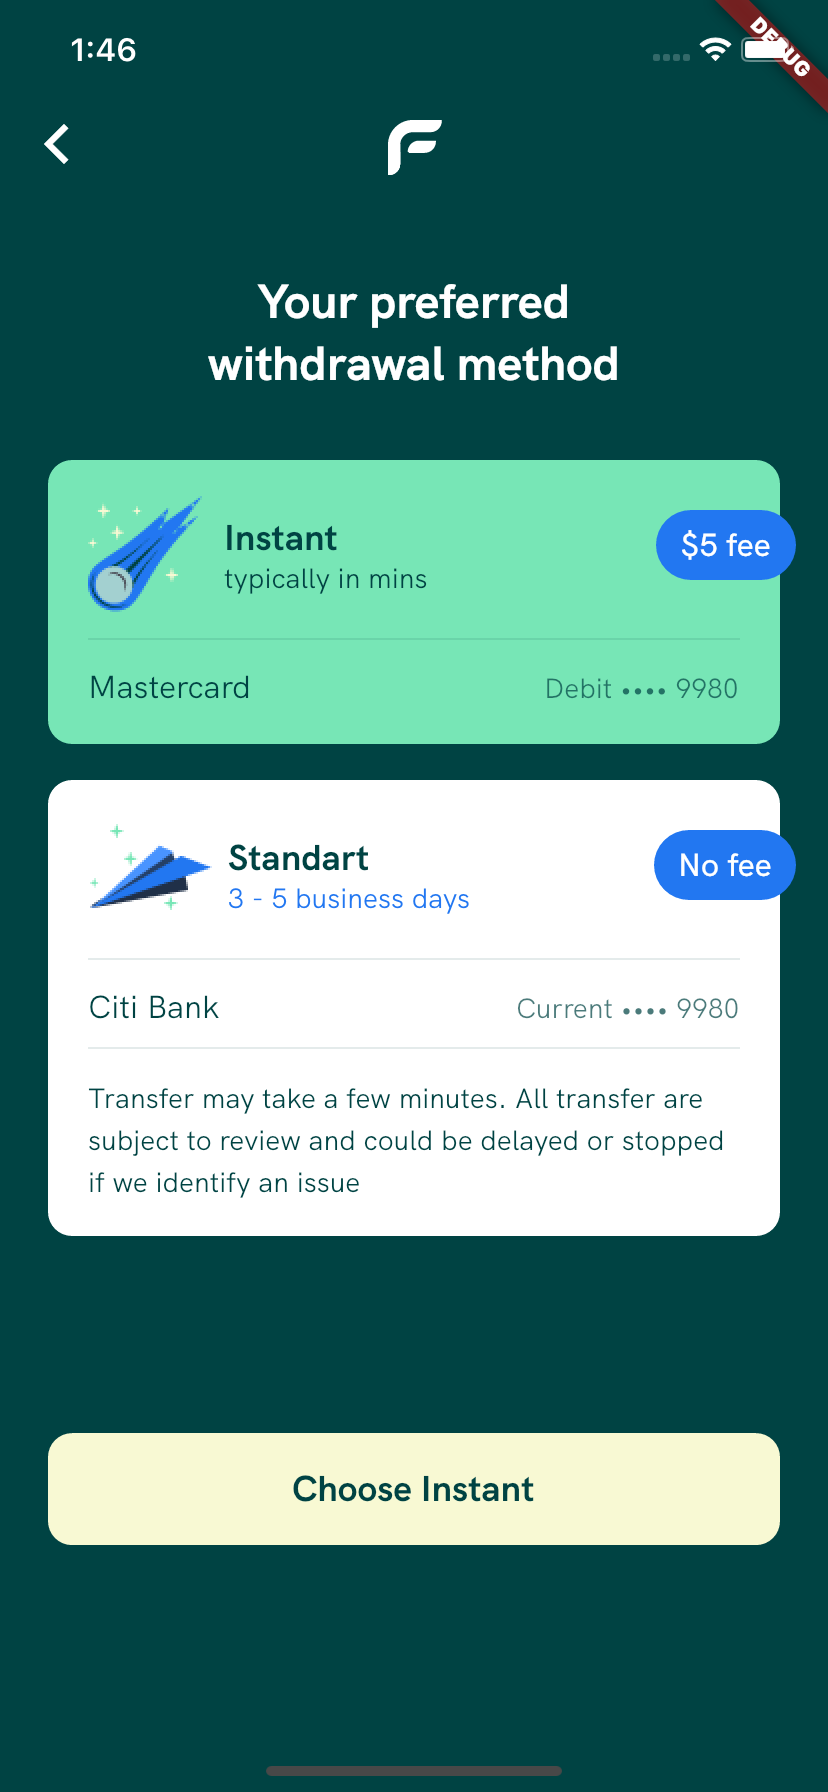 1:46
DEBUG
Your preferred
withdrawal method
Instant
typically in mins
$5 fee
Mastercard
Debit •••• 9980
Standart
3 - 5 business days
No fee
Citi Bank
Current •••• 9980
Transfer may take a few minutes. All transfer are
subject to review and could be delayed or stopped
if we identify an issue
Choose Instant